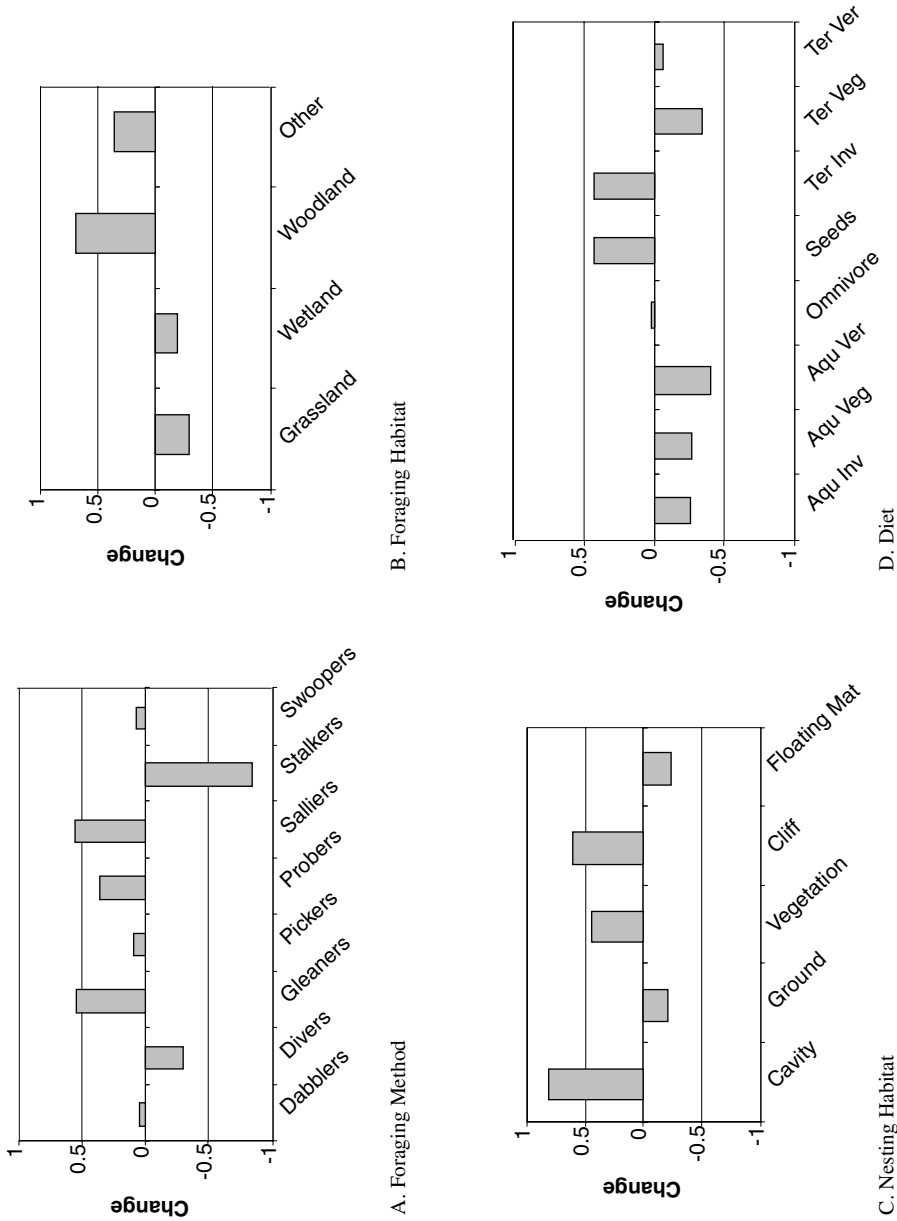 1
0.5
0
-0.5
-1
Change
Dabblers
Divers
Gleaners
Pickers
Probers
Salliers
Stalkers
Swoopers
A. Foraging Method
1
0.5
0
-0.5
-1
Change
Grassland
Wetland
Woodland
Other
B. Foraging Habitat
1
0.5
0
-0.5
-1
Change
Cavity
Ground
Vegetation
Cliff
Floating Mat
C. Nesting Habitat
1
0.5
0
-0.5
-1
Change
Aqu Inv
Aqu Veg
Aqu Ver
Omnivore
Seeds
Ter Inv
Ter Veg
Ter Ver
D. Diet